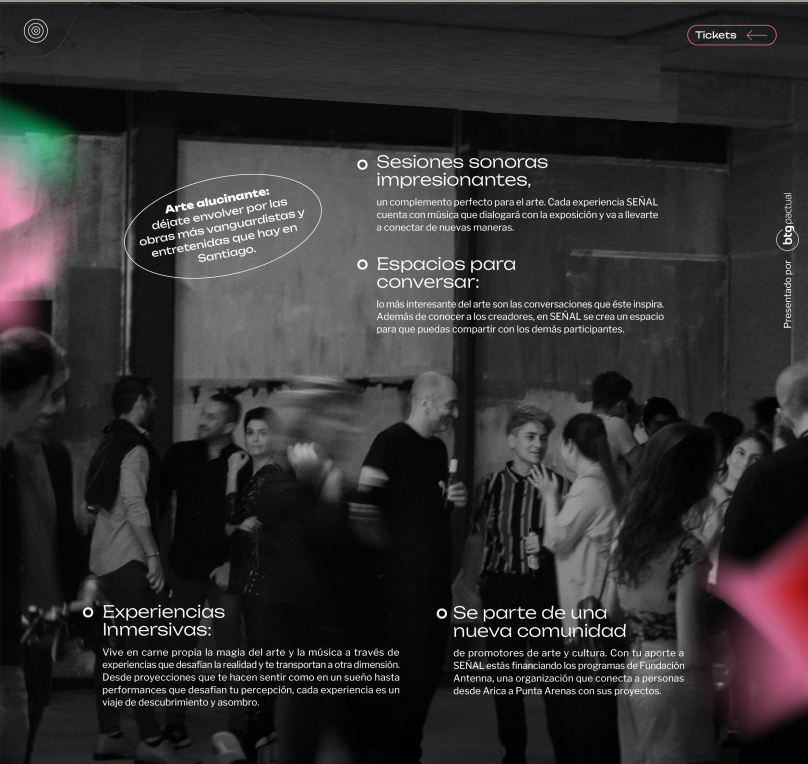 Tickets
Arte alucinante:
déjate envolver por las
obras más vanguardistas y
entretenidas que hay en
Santiago.
Sesiones sonoras
impresionantes,
un complemento perfecto para el arte. Cada experiencia SEÑAL
cuenta con música que dialogará con la exposición y va a llevarte
a conectar de nuevas maneras.
Espacios para
conversar:
lo más interesante del arte son las conversaciones que éste inspira.
Además de conocer a los creadores, en SEÑAL se crea un espacio
para que puedas compartir con los demás participantes.
Presentado por btgpactual
Experiencias
Inmersivas:
Vive en carne propia la magia del arte y la música a través de
experiencias que desafían la realidad y te transportan a otra dimensión.
Desde proyecciones que te hacen sentir como en un sueño hasta
performances que desafían tu percepción, cada experiencia es un
viaje de descubrimiento y asombro.
Se parte de una
nueva comunidad
de promotores de arte y cultura. Con tu aporte a
SEÑAL estás financiando los programas de Fundación
Antenna, una organización que conecta a personas
desde Arica a Punta Arenas con sus proyectos.